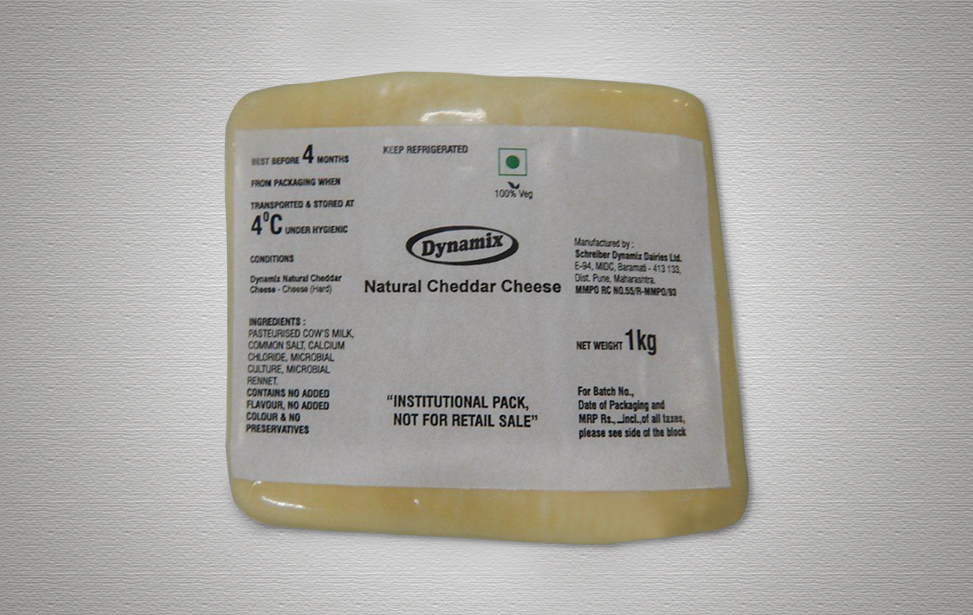 BEST BEFORE 4 MONTHS
FROM PACKAGING WHEN
TRANSPORTED & STORED AT
4°C UNDER HYGIENIC
CONDITIONS
Dynamix Natural Cheddar
Cheese - Cheese (Hard)
INGREDIENTS :
PASTEURISED COW'S MILK,
COMMON SALT, CALCIUM
CHLORIDE, MICROBIAL
CULTURE, MICROBIAL
RENNET.
CONTAINS NO ADDED
FLAVOUR, NO ADDED
COLOUR & NO
PRESERVATIVES
KEEP REFRIGERATED
100% Veg
Dynamix
Natural Cheddar Cheese
"INSTITUTIONAL PACK,
NOT FOR RETAIL SALE"
Manufactured by :
Schreiber Dynamix Dairies Ltd.
E-94, MIDC, Baramati - 413 133,
Dist. Pune, Maharashtra.
MMPO RC NO.55/R-MMPO/93
NET WEIGHT 1kg
For Batch No.,
Date of Packaging and
MRP Rs., ...incl.,of all taxes,
please see side of the block